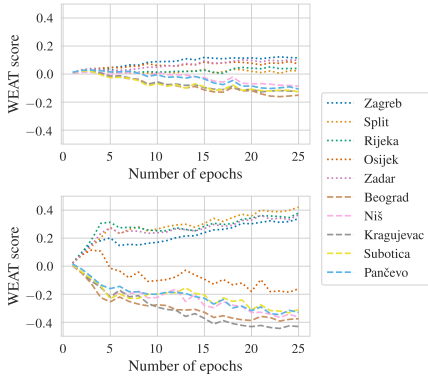 0.4
0.2
0.0
−0.2
−0.4
WEAT score
0 5 10 15 20 25
Number of epochs
0.4
0.2
0.0
−0.2
−0.4
WEAT score
0 5 10 15 20 25
Number of epochs
Zagreb
Split
Rijeka
Osijek
Zadar
Beograd
Niš
Kragujevac
Subotica
Pančevo